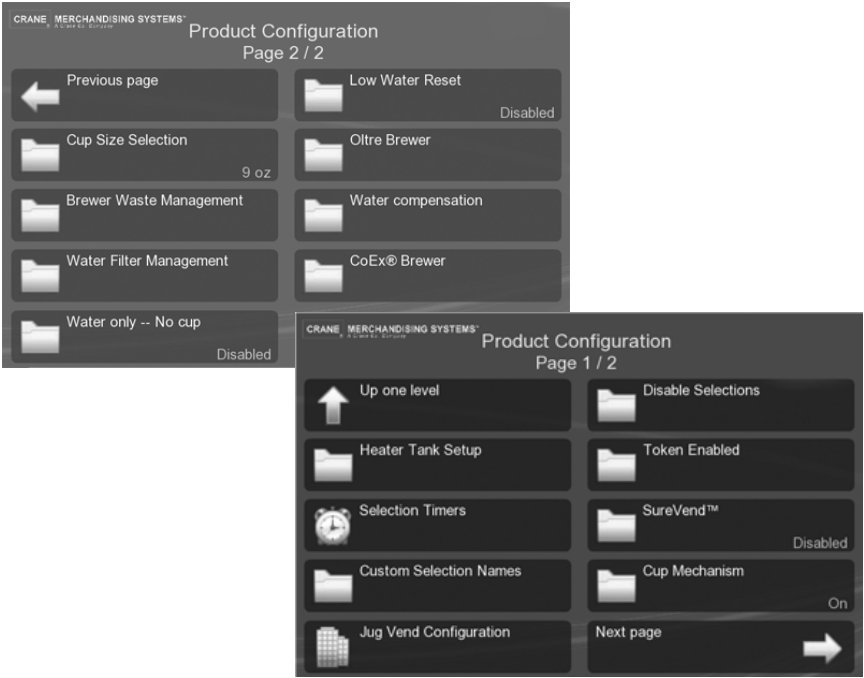 CRANE MERCHANDISING SYSTEMS™
Product Configuration
Page 2 / 2
Previous page
Low Water Reset
Disabled
Cup Size Selection
9 oz
Oltre Brewer
Brewer Waste Management
Water compensation
Water Filter Management
CoEx® Brewer
Water only -- No cup
Disabled
CRANE MERCHANDISING SYSTEMS™
Product Configuration
Page 1 / 2
Up one level
Disable Selections
Heater Tank Setup
Token Enabled
Selection Timers
SureVend™
Disabled
Custom Selection Names
Cup Mechanism
On
Jug Vend Configuration
Next page